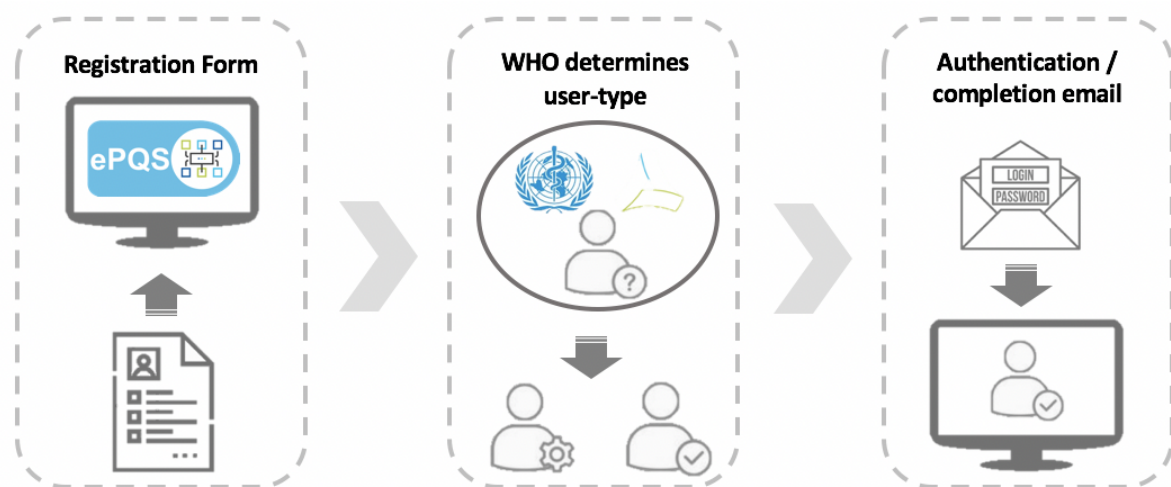 Registration Form
ePQS
WHO determines
user-type
?
Authentication /
completion email
LOGIN
PASSWORD